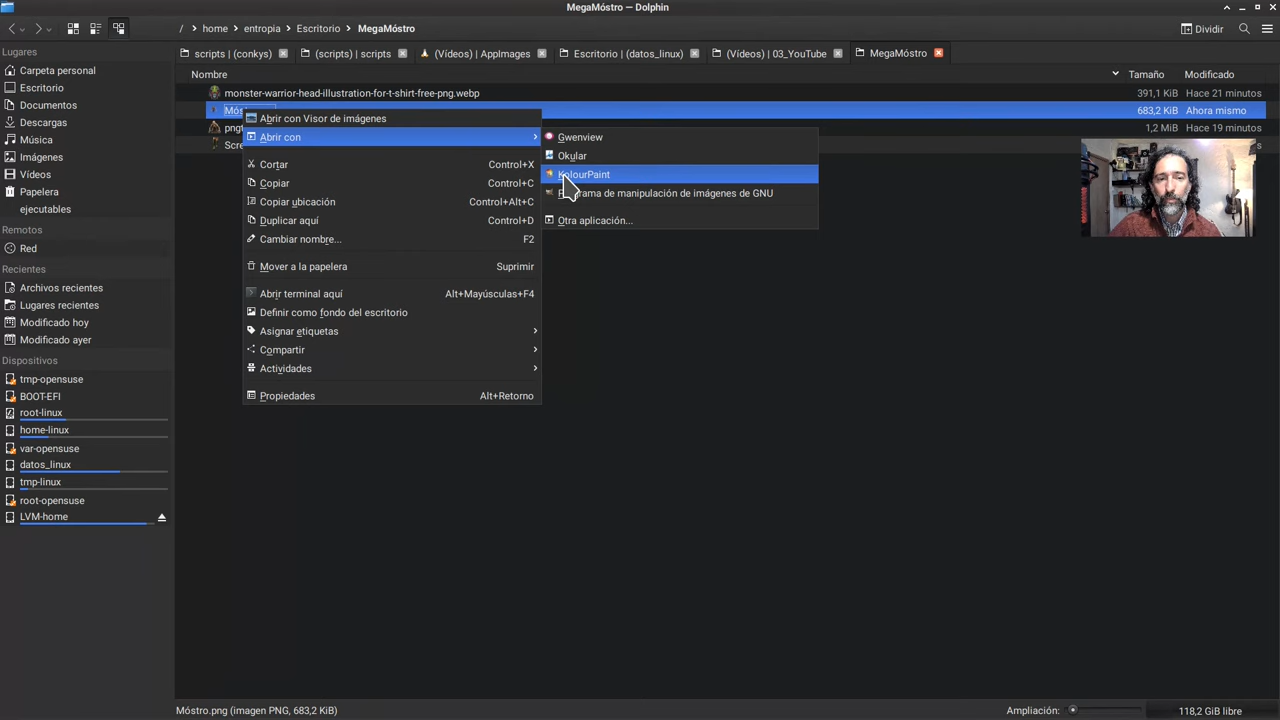 MegaMóstro — Dolphin
/ home entropia Escritorio MegaMóstro
Dividir
scripts | (conkys) (scripts) | scripts (Vídeos) | AppImages Escritorio | (datos_linux) (Vídeos) | 03_YouTube MegaMóstro
Nombre Tamaño Modificado
Lugares
Carpeta personal
Escritorio
Documentos
Descargas
Música
Imágenes
Vídeos
Papelera
ejecutables
Remotos
Red
Recientes
Archivos recientes
Lugares recientes
Modificado hoy
Modificado ayer
Dispositivos
tmp-opensuse
BOOT-EFI
root-linux
home-linux
var-opensuse
datos_linux
tmp-linux
root-opensuse
LVM-home
monster-warrior-head-illustration-for-t-shirt-free-png.webp 391,1 KiB Hace 21 minutos
683,2 KiB Ahora mismo
1,2 MiB Hace 19 minutos
Abrir con Visor de imágenes
Abrir con
Cortar Control+X
Copiar Control+C
Copiar ubicación Control+Alt+C
Duplicar aquí Control+D
Cambiar nombre... F2
Mover a la papelera Suprimir
Abrir terminal aquí Alt+Mayúsculas+F4
Definir como fondo del escritorio
Asignar etiquetas
Compartir
Actividades
Propiedades Alt+Retorno
Gwenview
Okular
KolourPaint
Programa de manipulación de imágenes de GNU
Otra aplicación...
Móstro.png (imagen PNG, 683,2 KiB)
Ampliación:
118,2 GiB libre